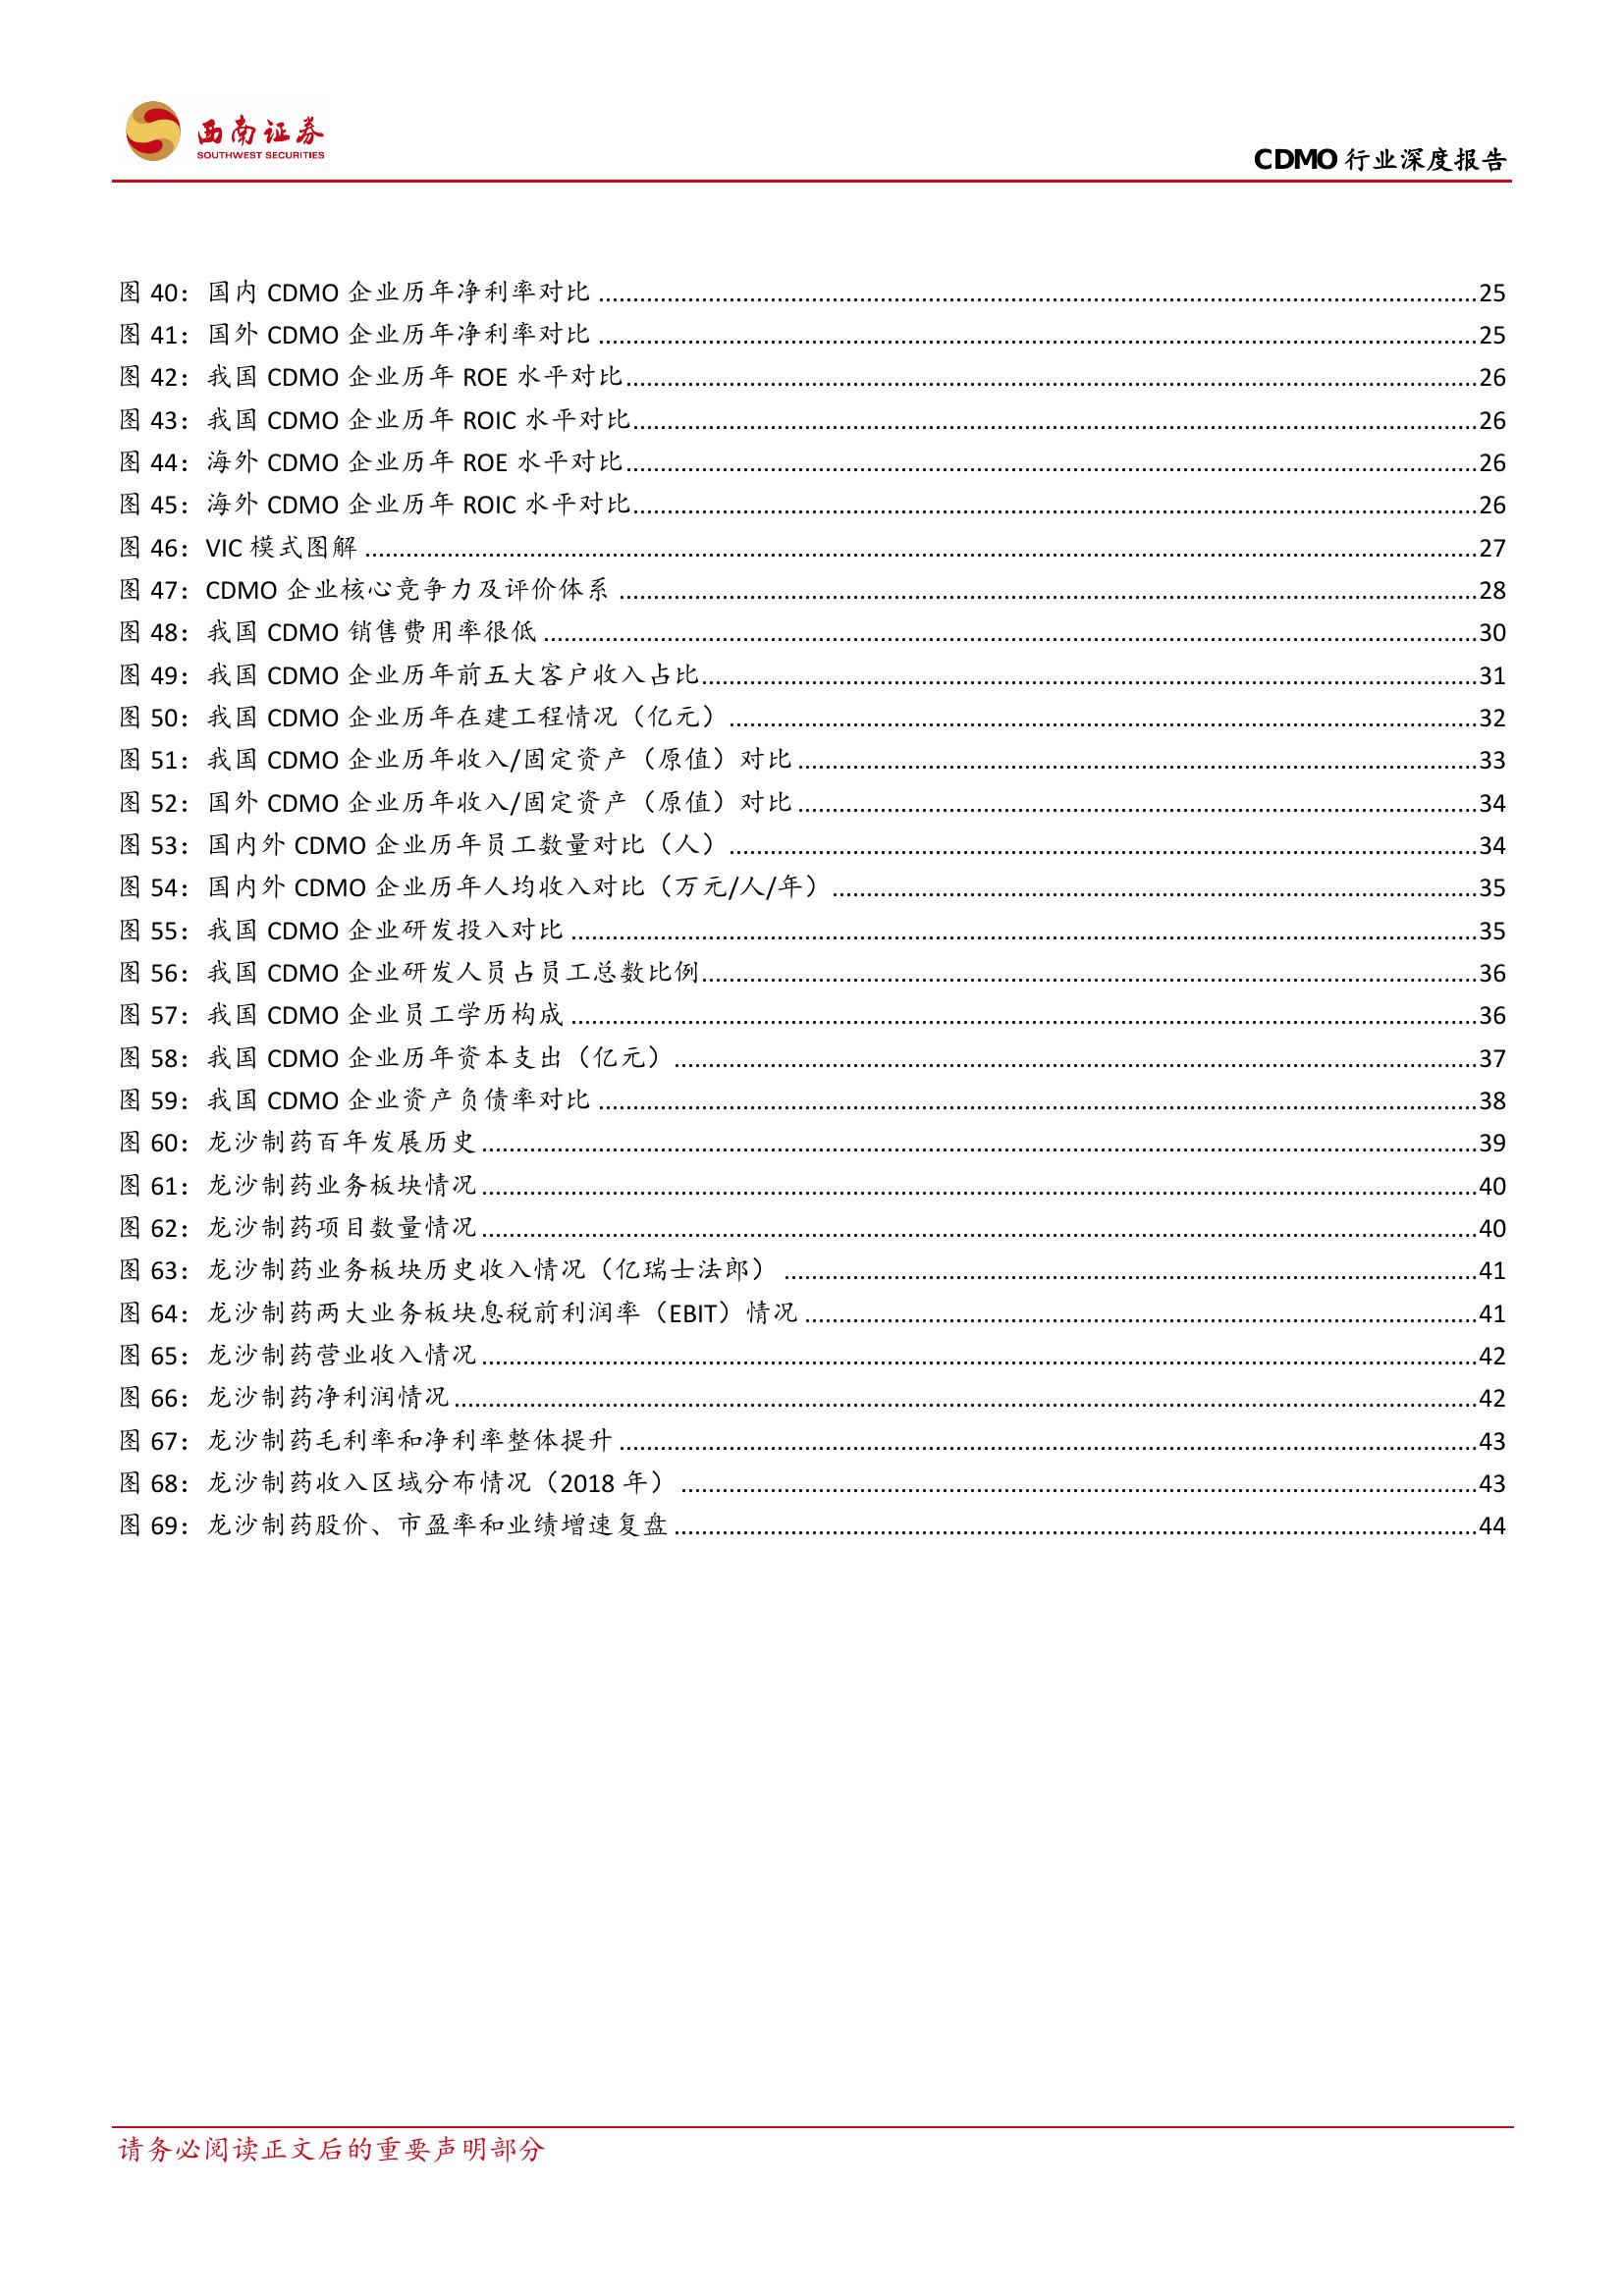 西南证券
SOUTHWEST SECURITIES
CDMO 行业深度报告
图 40：国内 CDMO 企业历年净利率对比 ........ 25
图 41：国外 CDMO 企业历年净利率对比 ........ 25
图 42：我国 CDMO 企业历年 ROE 水平对比 ........ 26
图 43：我国 CDMO 企业历年 ROIC 水平对比 ........ 26
图 44：海外 CDMO 企业历年 ROE 水平对比 ........ 26
图 45：海外 CDMO 企业历年 ROIC 水平对比 ........ 26
图 46：VIC 模式图解 ........ 27
图 47：CDMO 企业核心竞争力及评价体系 ........ 28
图 48：我国 CDMO 销售费用率很低 ........ 30
图 49：我国 CDMO 企业历年前五大客户收入占比 ........ 31
图 50：我国 CDMO 企业历年在建工程情况（亿元） ........ 32
图 51：我国 CDMO 企业历年收入/固定资产（原值）对比 ........ 33
图 52：国外 CDMO 企业历年收入/固定资产（原值）对比 ........ 34
图 53：国内外 CDMO 企业历年员工数量对比（人） ........ 34
图 54：国内外 CDMO 企业历年人均收入对比（万元/人/年） ........ 35
图 55：我国 CDMO 企业研发投入对比 ........ 35
图 56：我国 CDMO 企业研发人员占员工总数比例 ........ 36
图 57：我国 CDMO 企业员工学历构成 ........ 36
图 58：我国 CDMO 企业历年资本支出（亿元） ........ 37
图 59：我国 CDMO 企业资产负债率对比 ........ 38
图 60：龙沙制药百年发展历史 ........ 39
图 61：龙沙制药业务板块情况 ........ 40
图 62：龙沙制药项目数量情况 ........ 40
图 63：龙沙制药业务板块历史收入情况（亿瑞士法郎） ........ 41
图 64：龙沙制药两大业务板块息税前利润率（EBIT）情况 ........ 41
图 65：龙沙制药营业收入情况 ........ 42
图 66：龙沙制药净利润情况 ........ 42
图 67：龙沙制药毛利率和净利率整体提升 ........ 43
图 68：龙沙制药收入区域分布情况（2018 年） ........ 43
图 69：龙沙制药股价、市盈率和业绩增速复盘 ........ 44
请务必阅读正文后的重要声明部分